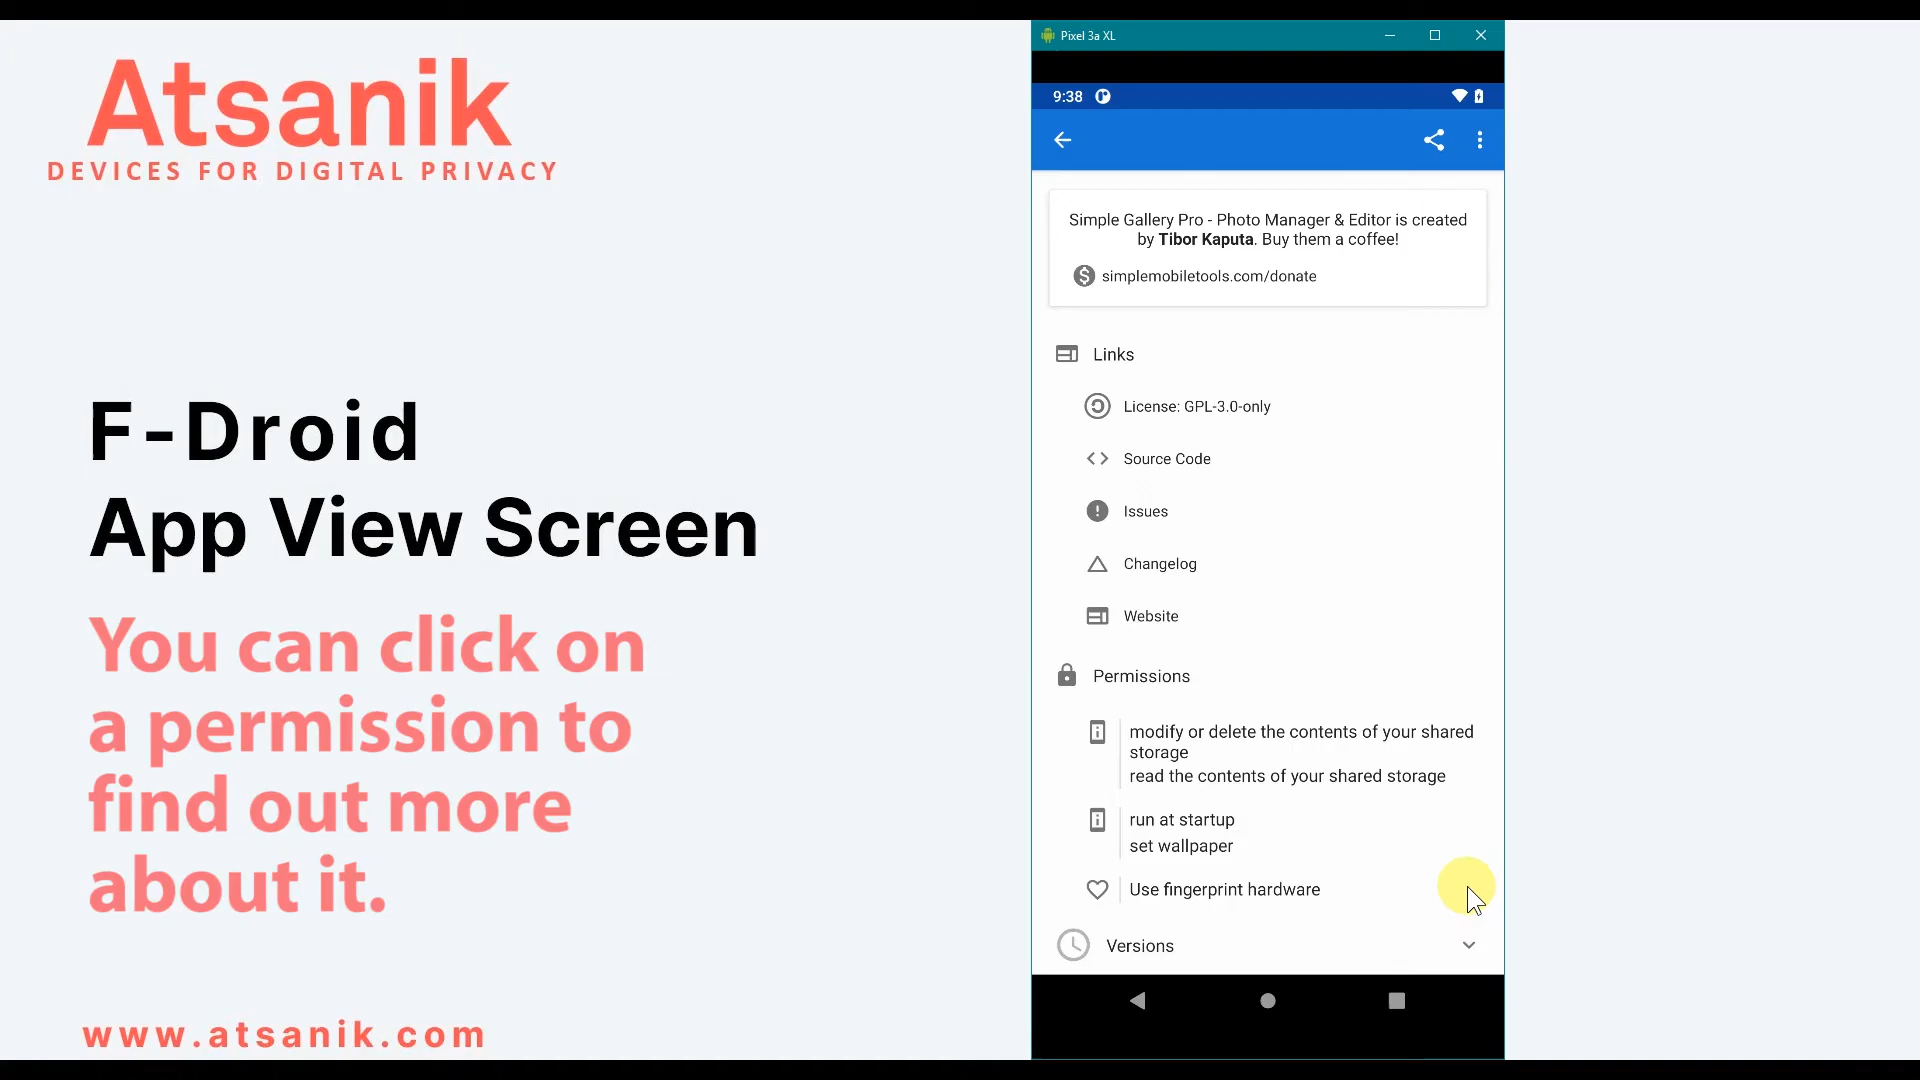 Atsanik
DEVICES FOR DIGITAL PRIVACY
F-Droid
App View Screen
You can click on
a permission to
find out more
about it.
www.atsanik.com
Pixel 3a XL
9:38
Simple Gallery Pro - Photo Manager & Editor is created
by Tibor Kaputa. Buy them a coffee!
simplemobiletools.com/donate
Links
License: GPL-3.0-only
Source Code
Issues
Changelog
Website
Permissions
modify or delete the contents of your shared
storage
read the contents of your shared storage
run at startup
set wallpaper
Use fingerprint hardware
Versions